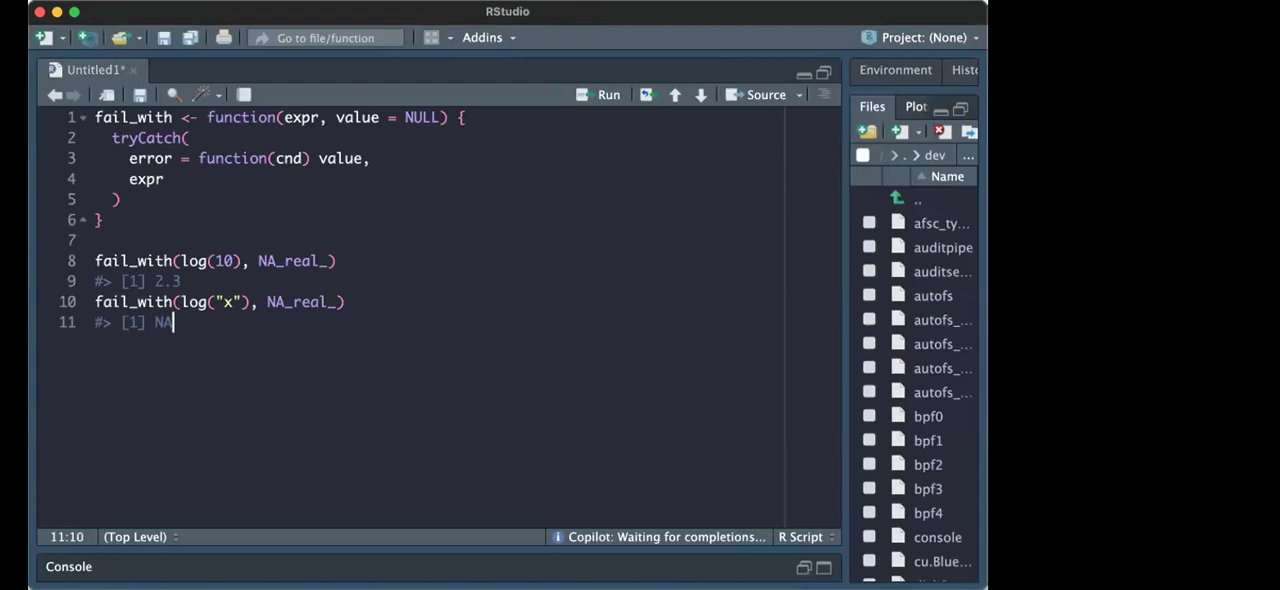 RStudio
Go to file/function
Addins
Project: (None)
Untitled1*
Run
Source
1 fail_with <- function(expr, value = NULL) {
2 tryCatch(
3 error = function(cnd) value,
4 expr
5 )
6 }
7
8 fail_with(log(10), NA_real_)
9 #> [1] 2.3
10 fail_with(log("x"), NA_real_)
11 #> [1] NA
11:10 (Top Level)
Copilot: Waiting for completions...
R Script
Console
Environment
Histo
Files
Plot
dev
...
Name
..
afsc_ty...
auditpipe
auditse...
autofs
autofs_...
autofs_...
autofs_...
autofs_...
bpf0
bpf1
bpf2
bpf3
bpf4
console
cu.Blue...